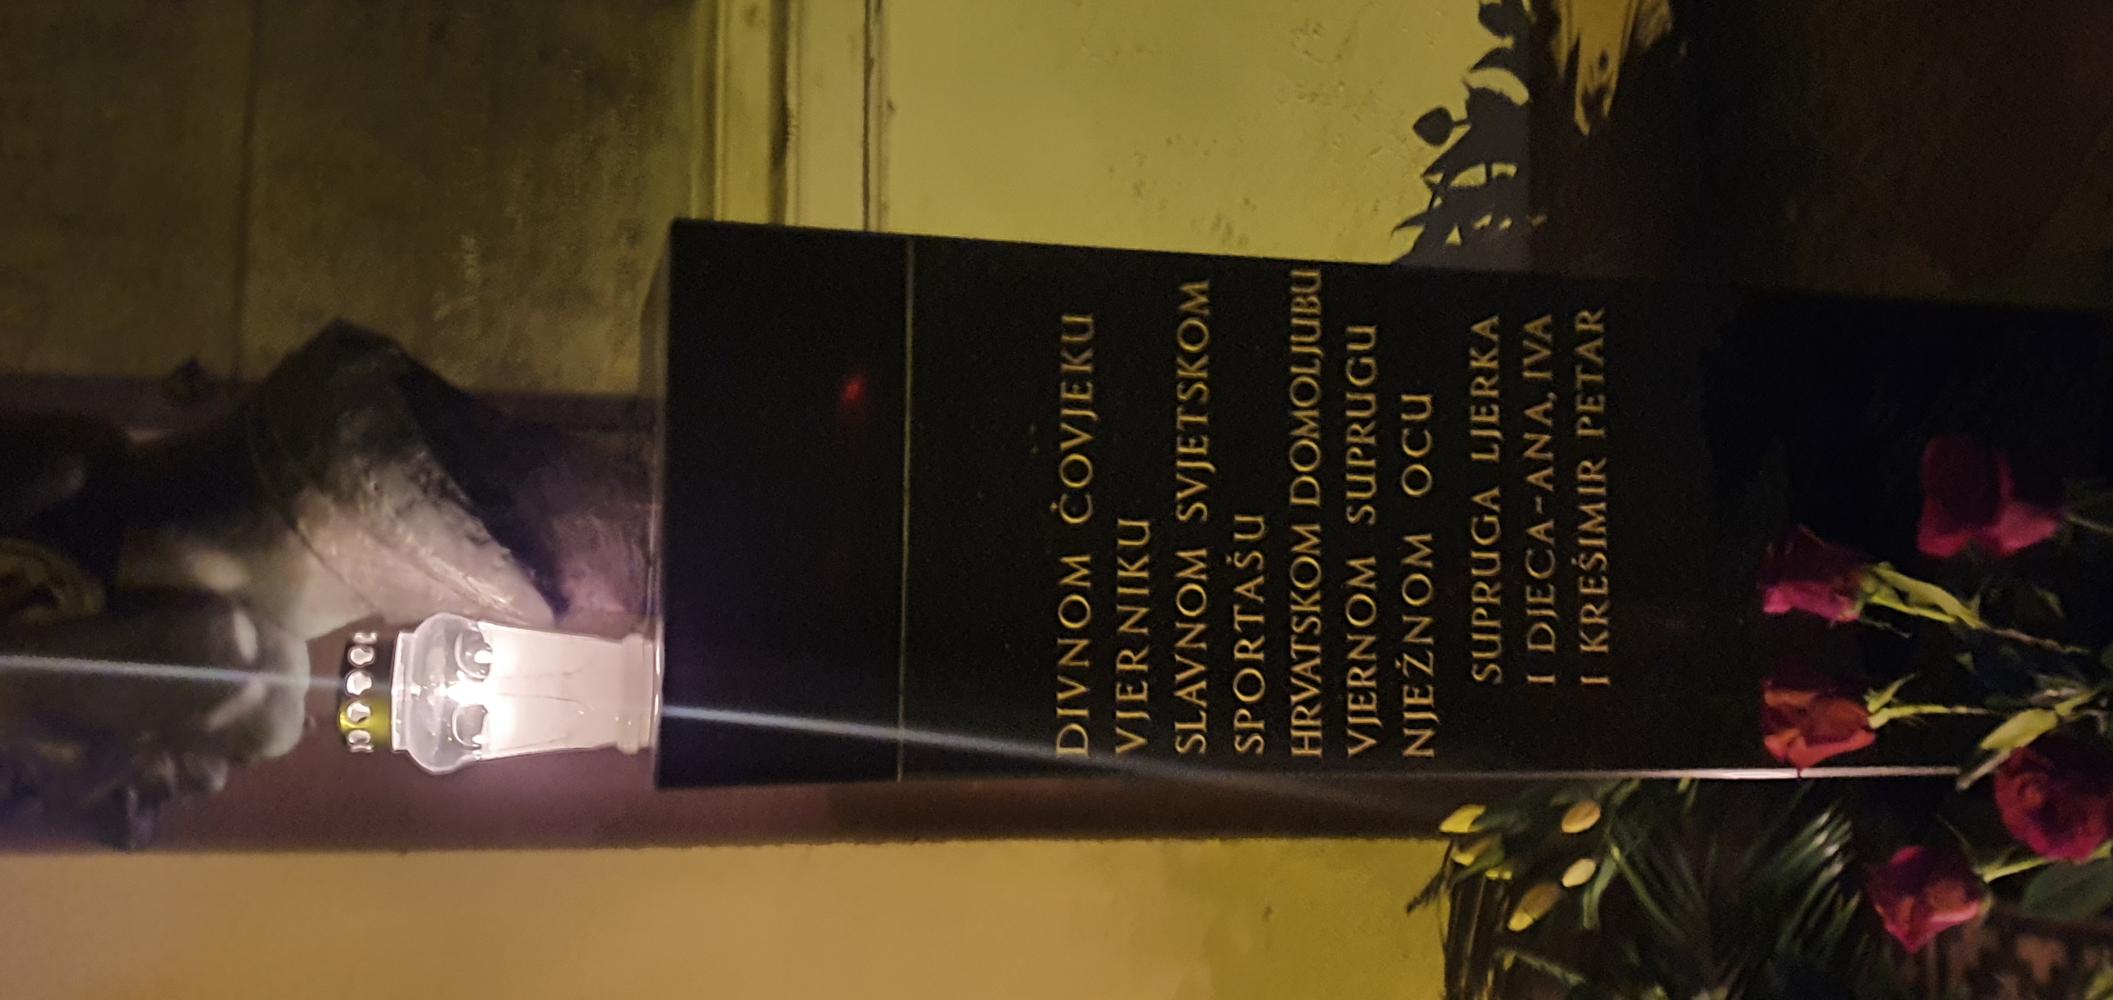 DIVNOM ČOVJEKU
VJERNIKU
SLAVNOM SVJETSKOM
SPORTAŠU
HRVATSKOM DOMOLJUBU
VJERNOM SUPRUGU
NJEŽNOM OCU
SUPRUGA LJERKA
I DJECA-ANA, IVA
I KREŠIMIR PETAR